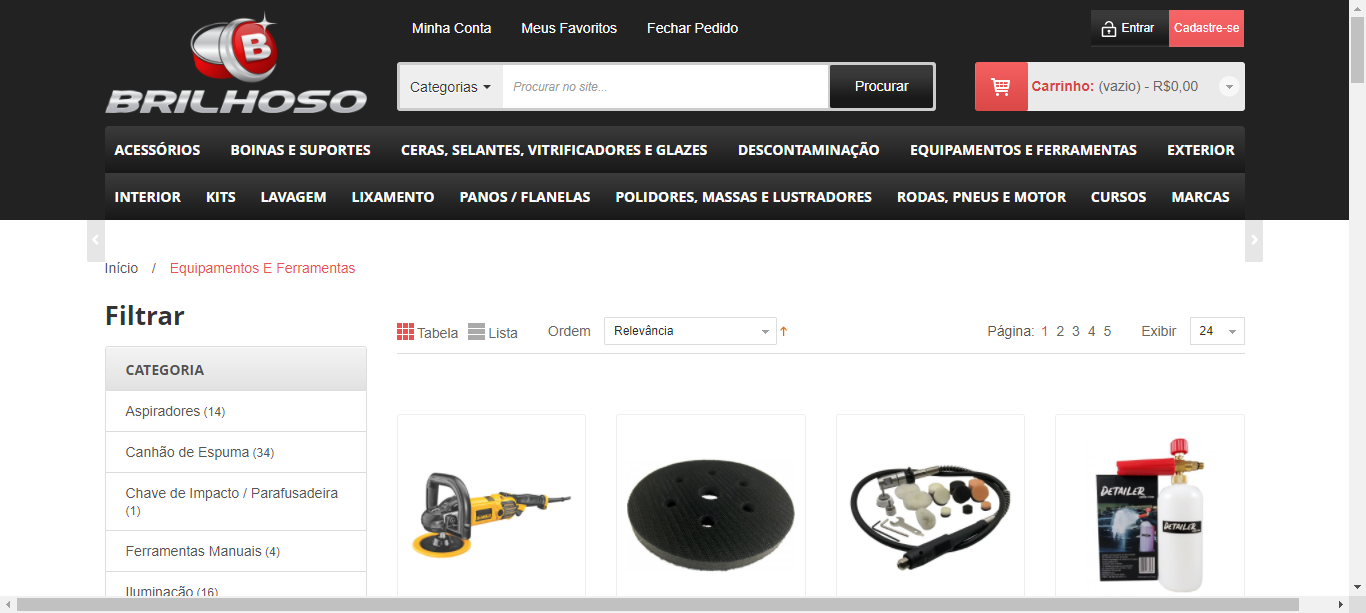 B
BRILHOSO
Minha Conta Meus Favoritos Fechar Pedido
Entrar Cadastre-se
Categorias Procurar no site... Procurar
Carrinho: (vazio) - R$0,00
ACESSÓRIOS BOINAS E SUPORTES CERAS, SELANTES, VITRIFICADORES E GLAZES DESCONTAMINAÇÃO EQUIPAMENTOS E FERRAMENTAS EXTERIOR
INTERIOR KITS LAVAGEM LIXAMENTO PANOS / FLANELAS POLIDORES, MASSAS E LUSTRADORES RODAS, PNEUS E MOTOR CURSOS MARCAS
Início / Equipamentos E Ferramentas
Filtrar
Tabela Lista Ordem Relevância Página: 1 2 3 4 5 Exibir 24
CATEGORIA
Aspiradores (14)
Canhão de Espuma (34)
Chave de Impacto / Parafusadeira
(1)
Ferramentas Manuais (4)
Iluminação (16)
DETAILER
DETAILER